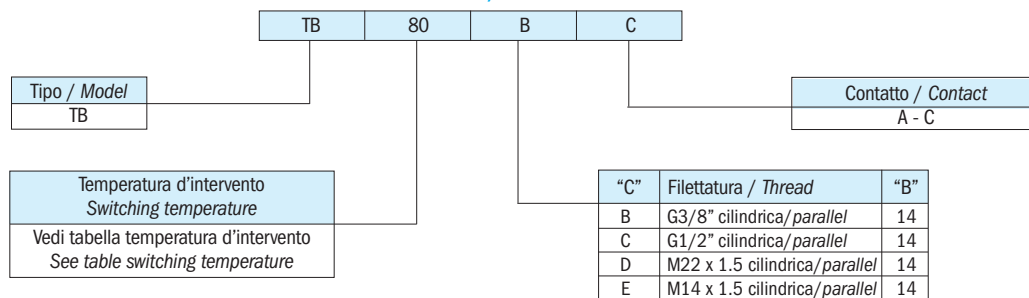 TB 80 B C
Tipo / Model
TB
Contatto / Contact
A - C
Temperatura d'intervento
Switching temperature
Vedi tabella temperatura d'intervento
See table switching temperature
“C” Filettatura / Thread “B”
B G3/8” cilindrica/parallel 14
C G1/2” cilindrica/parallel 14
D M22 x 1.5 cilindrica/parallel 14
E M14 x 1.5 cilindrica/parallel 14